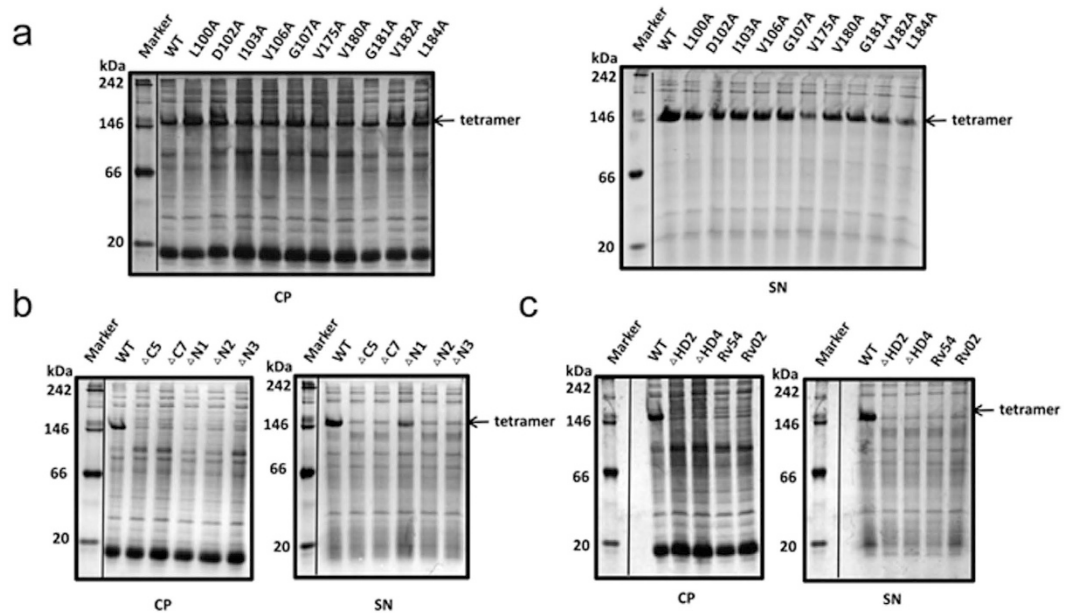 a
Marker WT L100A D102A I103A V106A G107A V175A V180A G181A V182A L184A
kDa
242
146
66
20
tetramer
CP
Marker WT L100A D102A I103A V106A G107A V175A V180A G181A V182A L184A
kDa
242
146
66
20
tetramer
SN
b
Marker WT △C5 △C7 △N1 △N2 △N3
kDa
242
146
66
20
CP
Marker WT △C5 △C7 △N1 △N2 △N3
kDa
242
146
66
20
tetramer
SN
c
Marker WT △HD2 △HD4 Rv54 Rv02
kDa
242
146
66
20
CP
Marker WT △HD2 △HD4 Rv54 Rv02
kDa
242
146
66
20
tetramer
SN